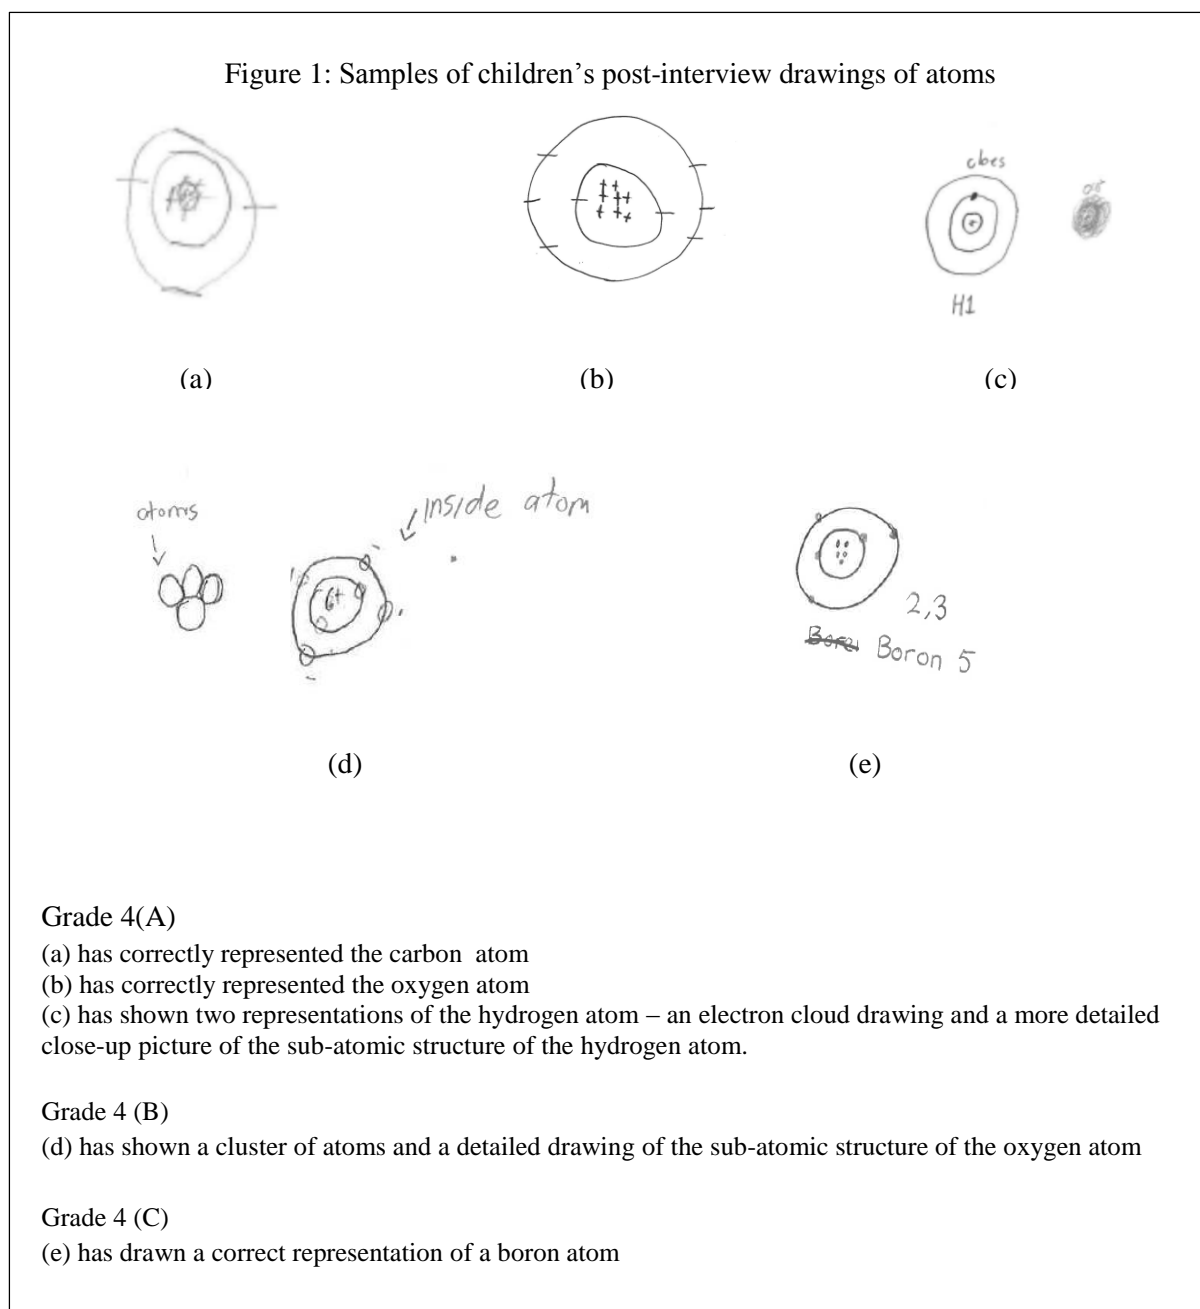 Figure 1: Samples of children’s post-interview drawings of atoms
cbes
or
H1
(a) (b) (c)
atoms
Inside atom
6+
2,3
Boron 5
(d) (e)
Grade 4(A)
(a) has correctly represented the carbon atom
(b) has correctly represented the oxygen atom
(c) has shown two representations of the hydrogen atom – an electron cloud drawing and a more detailed
close-up picture of the sub-atomic structure of the hydrogen atom.
Grade 4 (B)
(d) has shown a cluster of atoms and a detailed drawing of the sub-atomic structure of the oxygen atom
Grade 4 (C)
(e) has drawn a correct representation of a boron atom